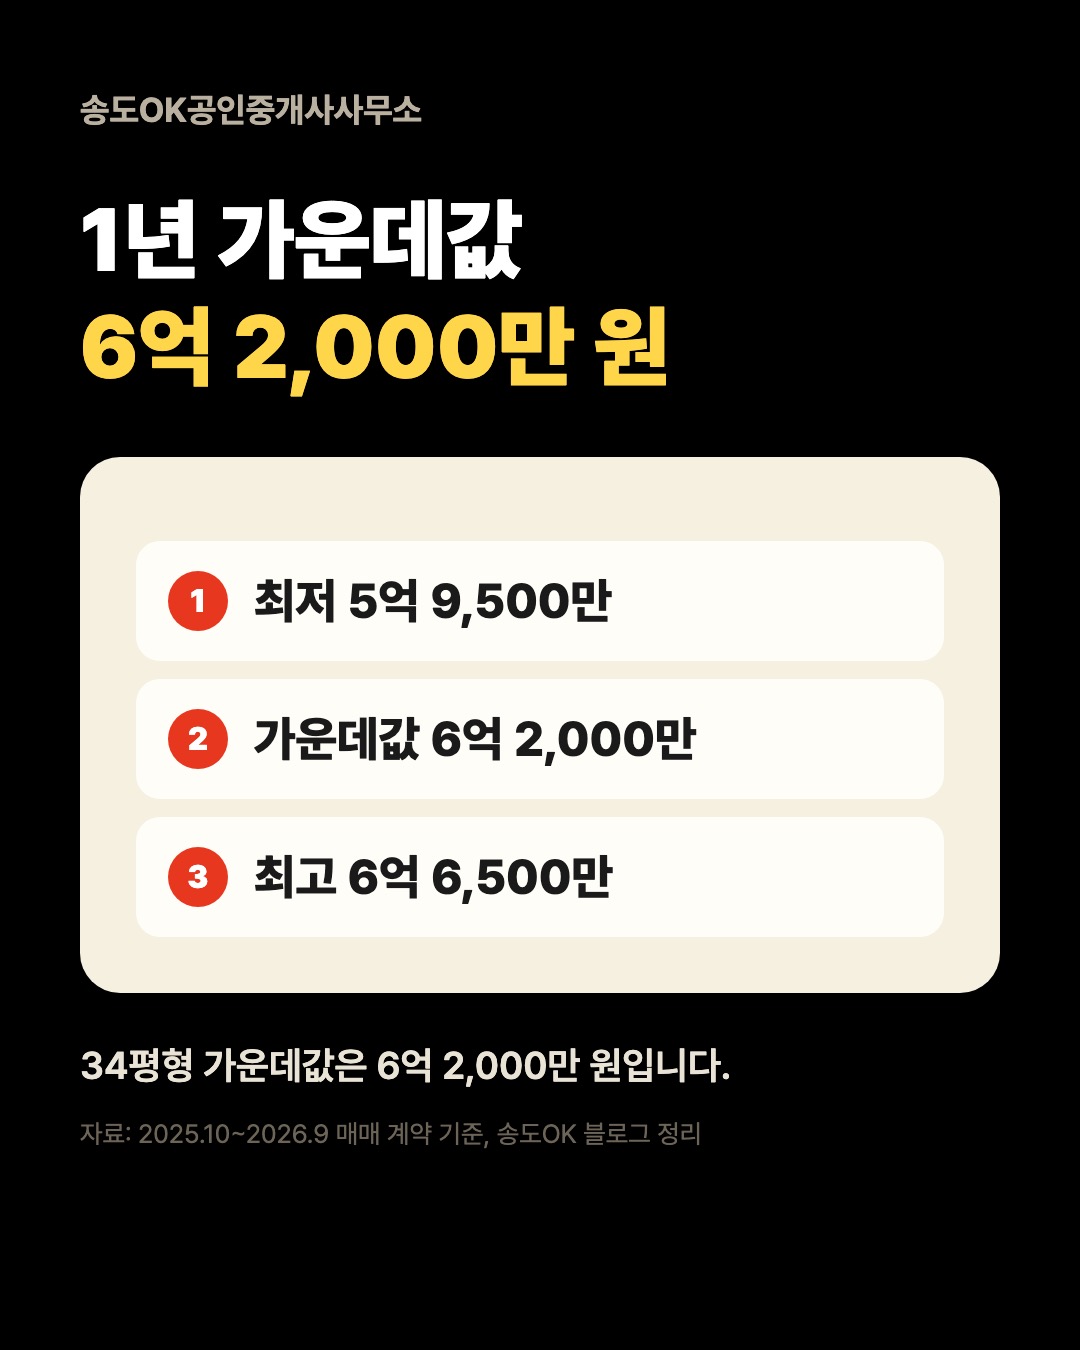 송도OK공인중개사사무소
1년 가운데값
6억 2,000만 원
1 최저 5억 9,500만
2 가운데값 6억 2,000만
3 최고 6억 6,500만
34평형 가운데값은 6억 2,000만 원입니다.
자료: 2025.10~2026.9 매매 계약 기준, 송도OK 블로그 정리